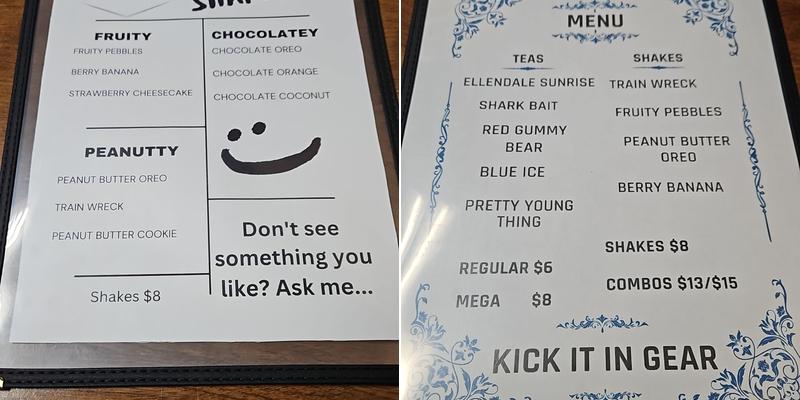 FRUITY
FRUITY PEBBLES
BERRY BANANA
STRAWBERRY CHEESECAKE
PEANUTTY
PEANUT BUTTER OREO
TRAIN WRECK
PEANUT BUTTER COOKIE
Shakes $8
CHOCOLATEY
CHOCOLATE OREO
CHOCOLATE ORANGE
CHOCOLATE COCONUT
Don't see
something you
like? Ask me...
MENU
TEAS
ELLENDALE SUNRISE
SHARK BAIT
RED GUMMY
BEAR
BLUE ICE
PRETTY YOUNG
THING
REGULAR $6
MEGA $8
SHAKES
TRAIN WRECK
FRUITY PEBBLES
PEANUT BUTTER
OREO
BERRY BANANA
SHAKES $8
COMBOS $13/$15
KICK IT IN GEAR